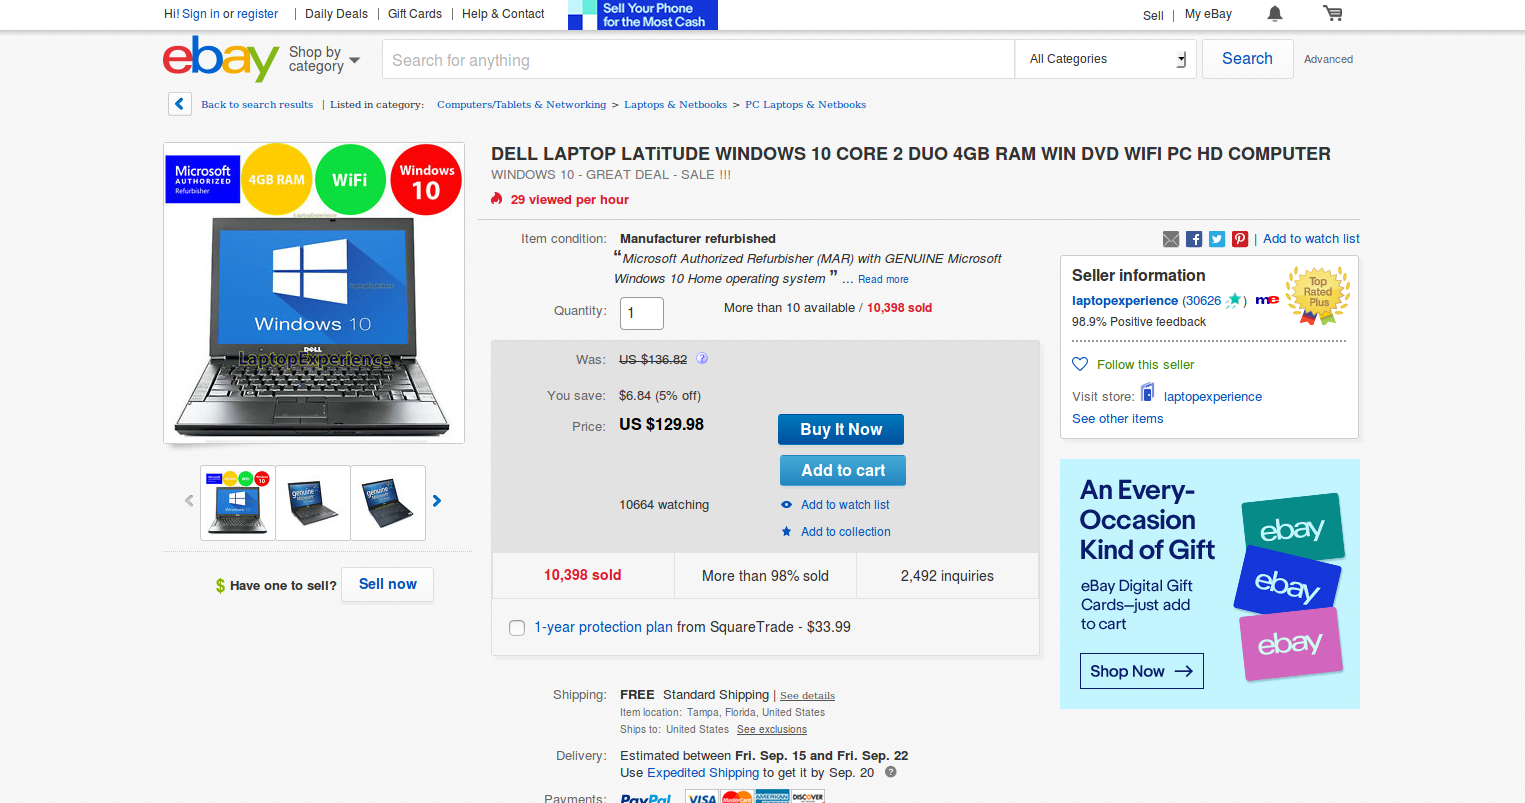 Hi! Sign in or register | Daily Deals | Gift Cards | Help & Contact
Sell Your Phone
for the Most Cash
Sell | My eBay
ebay
Shop by
category
Search for anything
All Categories
Search
Advanced
Back to search results | Listed in category: Computers/Tablets & Networking > Laptops & Netbooks > PC Laptops & Netbooks
Microsoft
AUTHORIZED
Refurbisher
4GB RAM
WiFi
Windows
10
LaptopExperience
Windows 10
DELL
LaptopExperience
DELL LAPTOP LATiTUDE WINDOWS 10 CORE 2 DUO 4GB RAM WIN DVD WIFI PC HD COMPUTER
WINDOWS 10 - GREAT DEAL - SALE !!!
29 viewed per hour
Item condition: Manufacturer refurbished
“Microsoft Authorized Refurbisher (MAR) with GENUINE Microsoft
Windows 10 Home operating system ” ... Read more
Quantity: 1 More than 10 available / 10,398 sold
Was: US $136.82
You save: $6.84 (5% off)
Price: US $129.98
Buy It Now
Add to cart
10664 watching
Add to watch list
Add to collection
10,398 sold
More than 98% sold
2,492 inquiries
1-year protection plan from SquareTrade - $33.99
Have one to sell? Sell now
Shipping: FREE Standard Shipping | See details
Item location: Tampa, Florida, United States
Ships to: United States See exclusions
Delivery: Estimated between Fri. Sep. 15 and Fri. Sep. 22
Use Expedited Shipping to get it by Sep. 20
Payments: PayPal VISA MasterCard AMERICAN DISCOVER
| Add to watch list
Seller information
laptopexperience (30626 ) me
98.9% Positive feedback
Top
Rated
Plus
Follow this seller
Visit store: laptopexperience
See other items
An Every-
Occasion
Kind of Gift
eBay Digital Gift
Cards—just add
to cart
Shop Now
ebay
ebay
ebay